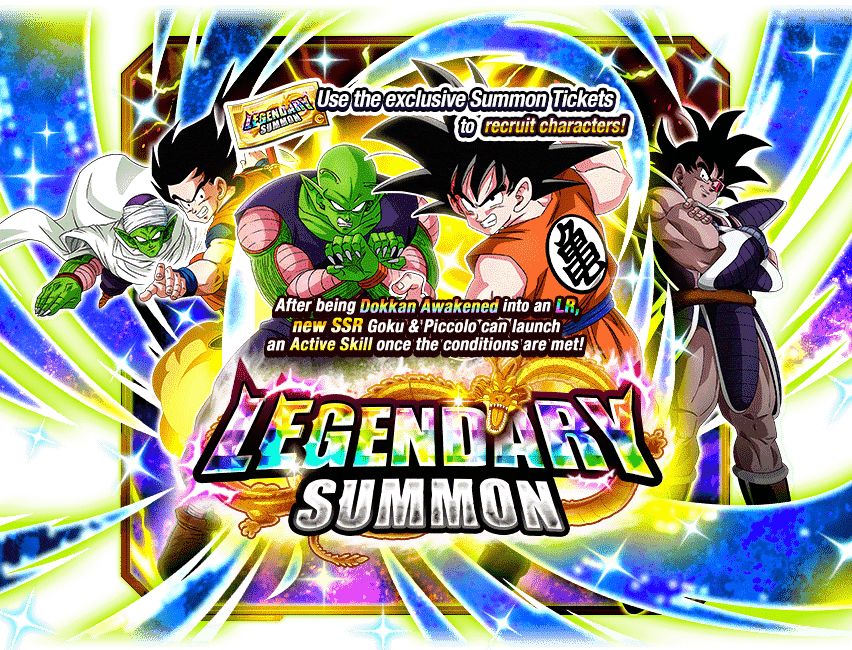 LEGENDARY
SUMMON
Use the exclusive Summon Tickets
to recruit characters!
亀
After being Dokkan Awakened into an LR,
new SSR Goku & Piccolo can launch
an Active Skill once the conditions are met!
LEGENDARY
SUMMON